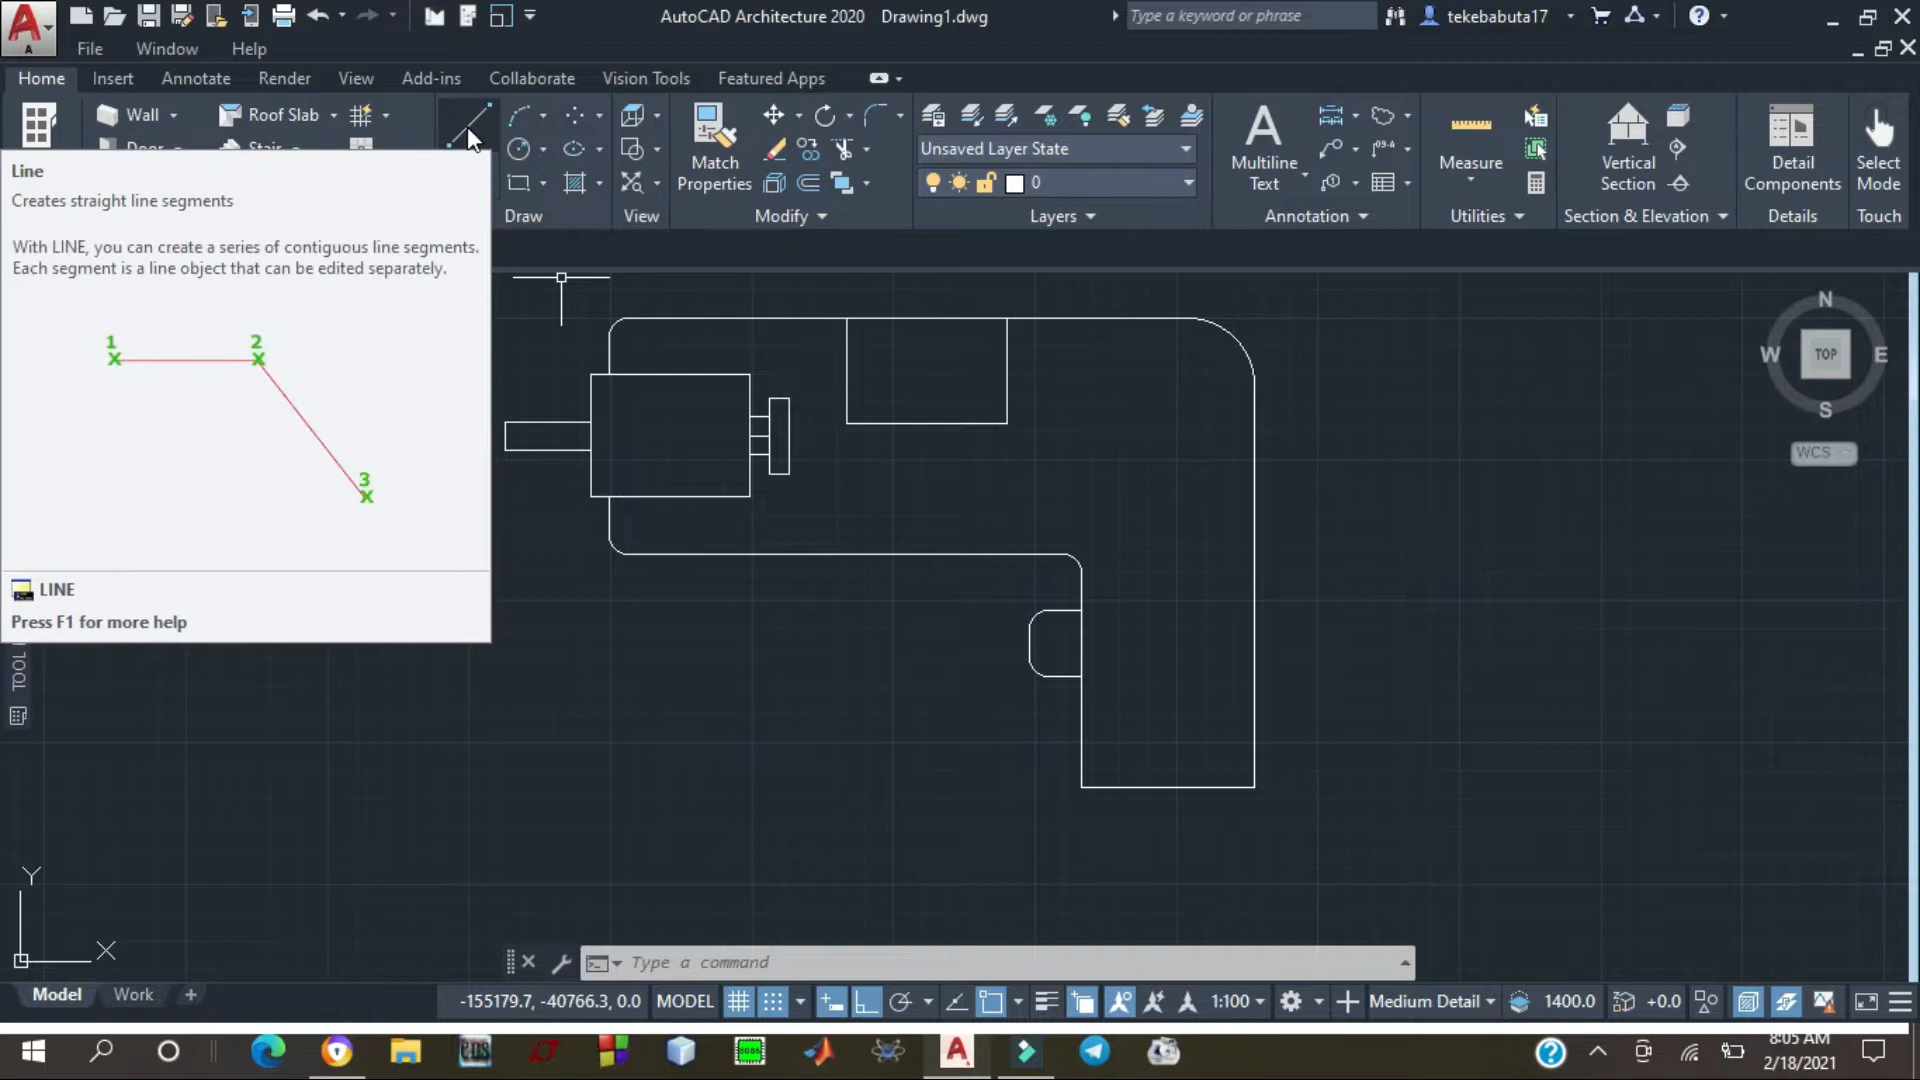 AutoCAD Architecture 2020 Drawing1.dwg
Type a keyword or phrase
tekebabuta17
File Window Help
Home Insert Annotate Render View Add-ins Collaborate Vision Tools Featured Apps
Wall
Roof Slab
Match
Properties
Unsaved Layer State
0
Multiline
Text
Measure
Vertical
Section
Detail
Components
Select
Mode
Draw View Modify Layers Annotation Utilities Section & Elevation Details Touch
Line
Creates straight line segments
With LINE, you can create a series of contiguous line segments.
Each segment is a line object that can be edited separately.
1
2
3
LINE
Press F1 for more help
N
W TOP E
S
WCS
Y
X
Type a command
Model Work +
-155179.7, -40766.3, 0.0 MODEL 1:100 Medium Detail 1400.0 +0.0
8:05 AM
2/18/2021